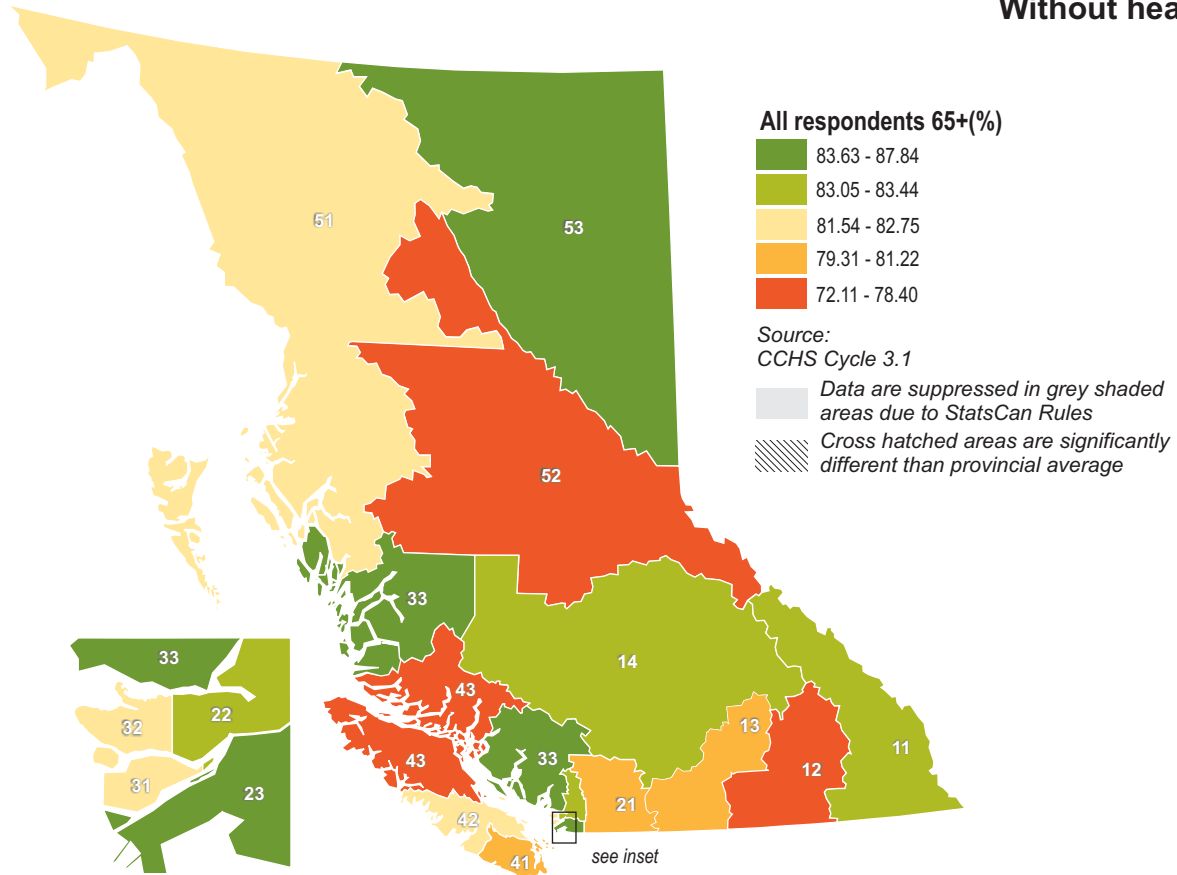 Without hea
All respondents 65+(%)
83.63 - 87.84
83.05 - 83.44
81.54 - 82.75
79.31 - 81.22
72.11 - 78.40
Source:
CCHS Cycle 3.1
Data are suppressed in grey shaded
areas due to StatsCan Rules
Cross hatched areas are significantly
different than provincial average
51
53
52
33
14
43
13
11
33
43
12
21
42
41
see inset
33
22
32
31
23